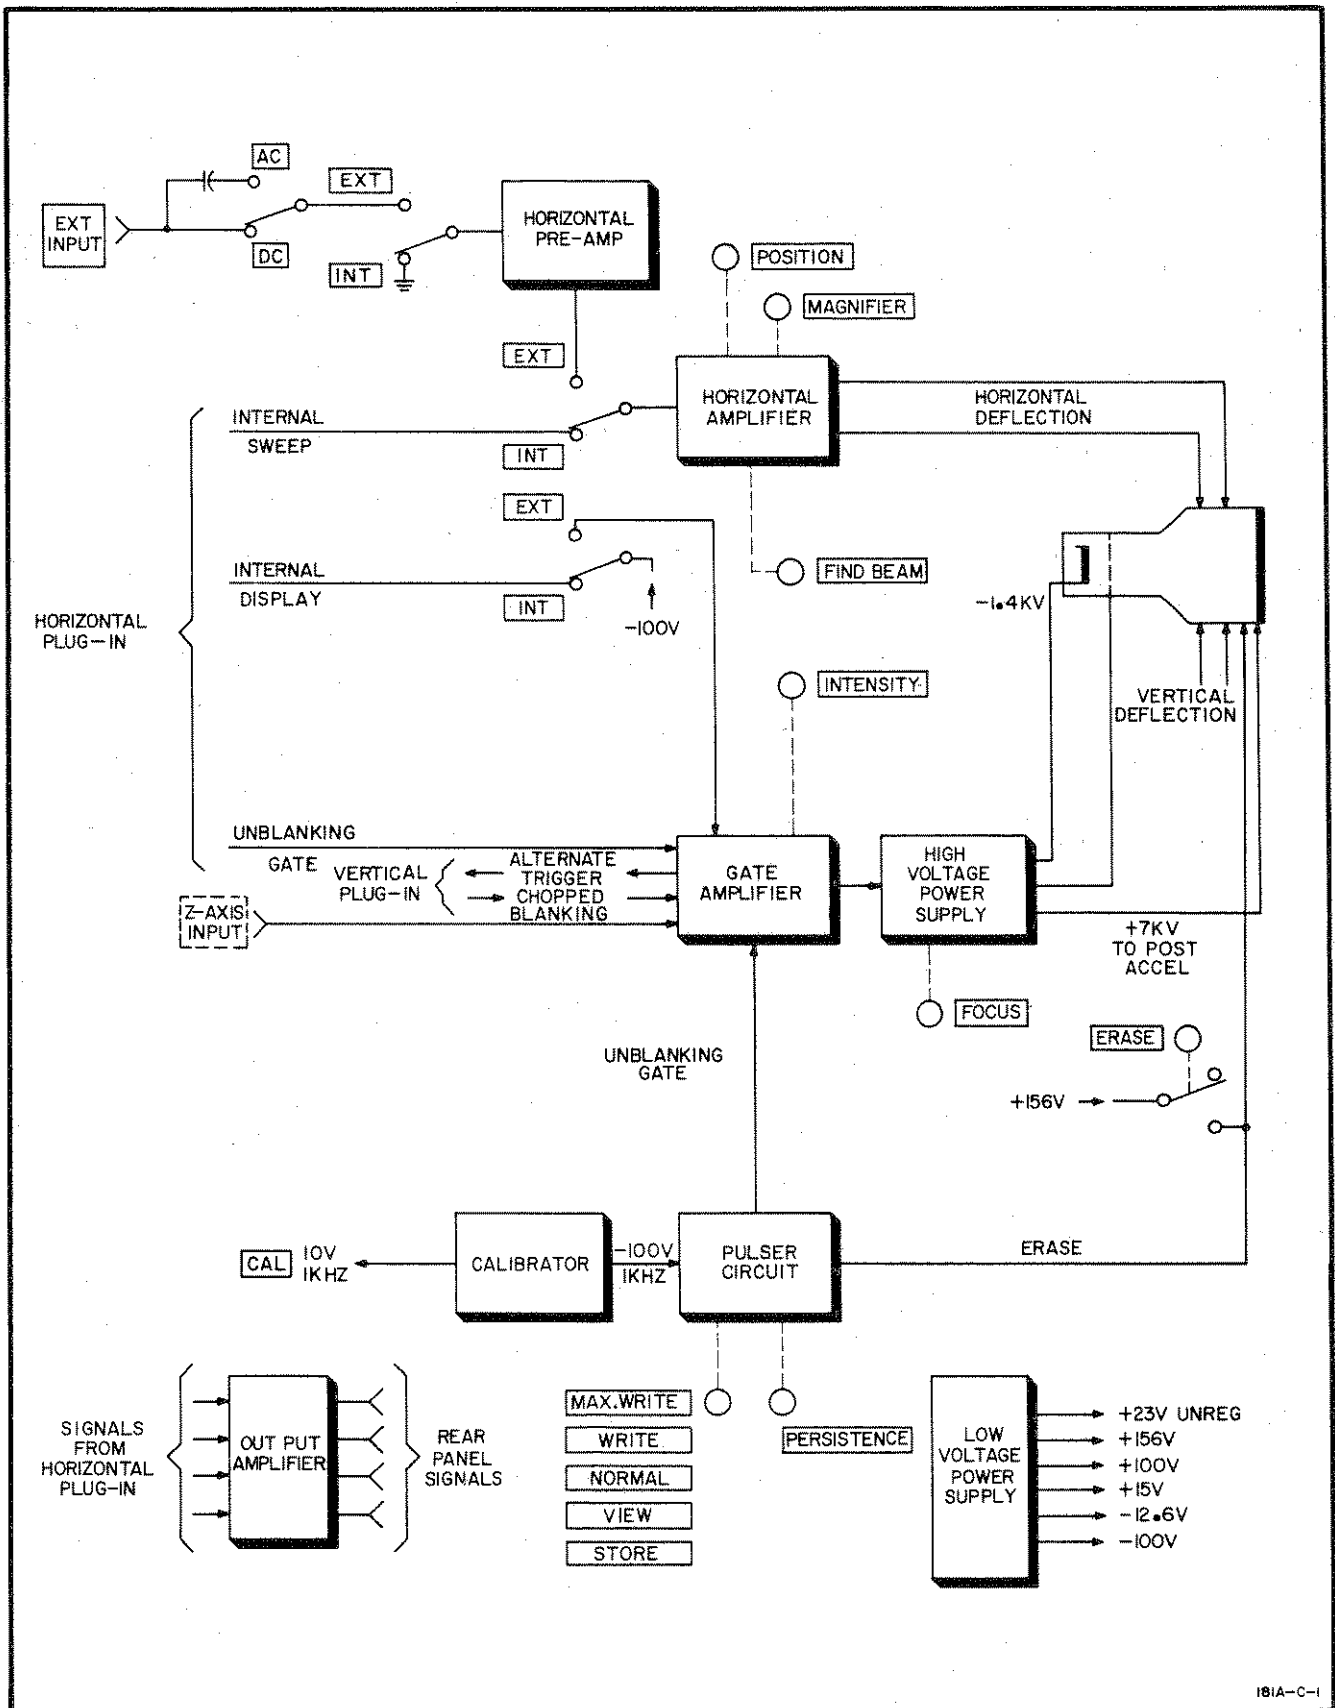 AC
EXT
EXT
INPUT
DC
INT
HORIZONTAL
PRE-AMP
POSITION
MAGNIFIER
EXT
HORIZONTAL
AMPLIFIER
HORIZONTAL
DEFLECTION
INTERNAL
SWEEP
INT
EXT
INTERNAL
DISPLAY
INT
-100V
FIND BEAM
-1.4KV
HORIZONTAL
PLUG-IN
INTENSITY
VERTICAL
DEFLECTION
UNBLANKING
GATE
VERTICAL
PLUG-IN
ALTERNATE
TRIGGER
CHOPPED
BLANKING
Z-AXIS
INPUT
GATE
AMPLIFIER
HIGH
VOLTAGE
POWER
SUPPLY
+7KV
TO POST
ACCEL
FOCUS
ERASE
UNBLANKING
GATE
+156V
CAL
10V
1KHZ
CALIBRATOR
-100V
1KHZ
PULSER
CIRCUIT
ERASE
SIGNALS
FROM
HORIZONTAL
PLUG-IN
OUT PUT
AMPLIFIER
REAR
PANEL
SIGNALS
MAX.WRITE
WRITE
NORMAL
VIEW
STORE
PERSISTENCE
LOW
VOLTAGE
POWER
SUPPLY
+23V UNREG
+156V
+100V
+15V
-12.6V
-100V
181A-C-1